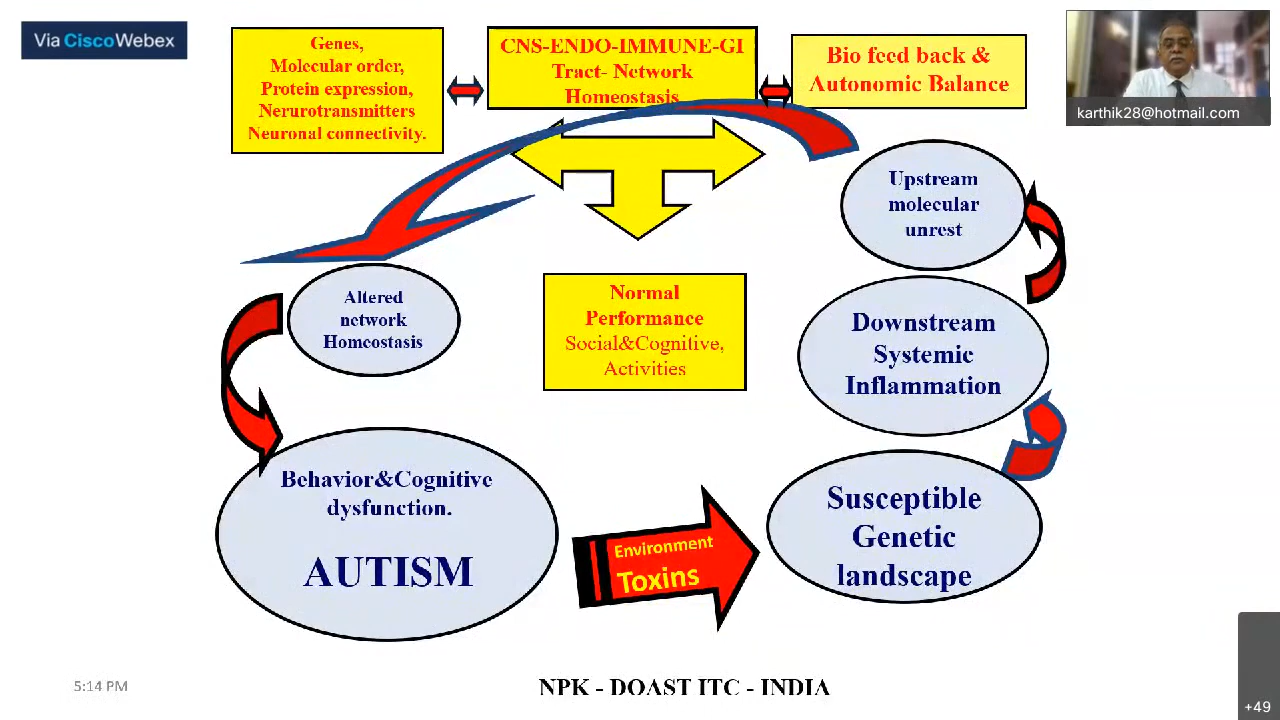 Via Cisco Webex
Genes,
Molecular order,
Protein expression,
Nerurotransmitters
Neuronal connectivity.
CNS-ENDO-IMMUNE-GI
Tract- Network
Homeostasis
Bio feed back &
Autonomic Balance
karthik28@hotmail.com
Upstream
molecular
unrest
Altered
network
Homeostasis
Normal
Performance
Social&Cognitive,
Activities
Downstream
Systemic
Inflammation
Behavior&Cognitive
dysfunction.
AUTISM
Environment
Toxins
Susceptible
Genetic
landscape
5:14 PM
NPK - DOAST ITC - INDIA
+49